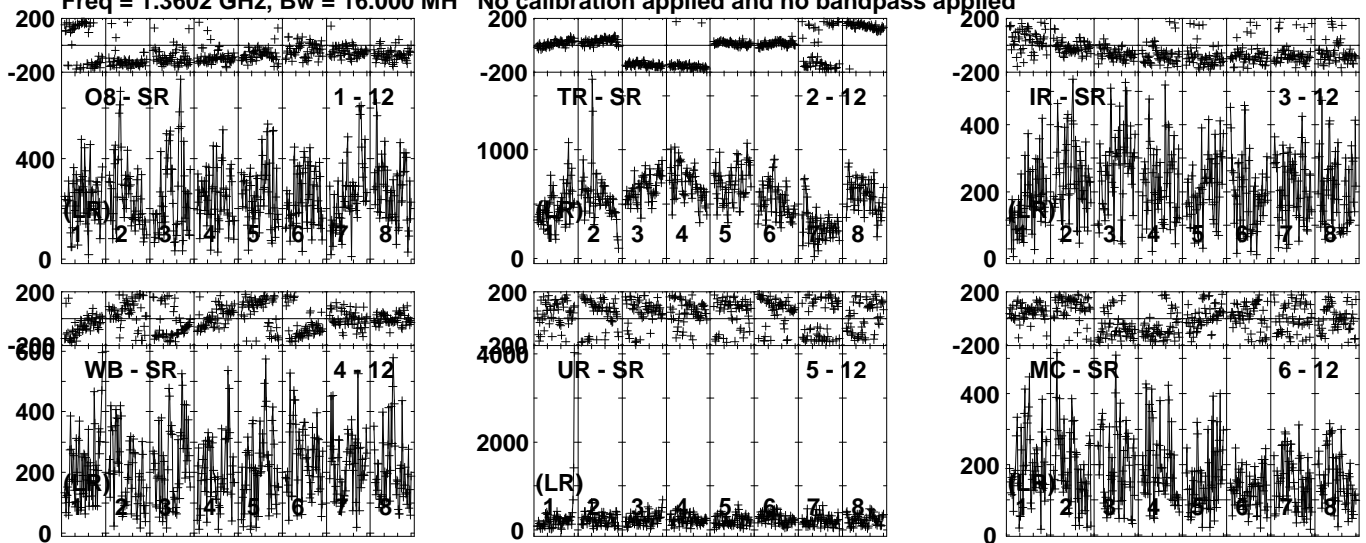 Freq = 1.3602 GHz, Bw = 16.000 MH No calibration applied and no bandpass applied
200 200 200
-200 -200 -200
O8 - SR 1 - 12 TR - SR 2 - 12 IR - SR 3 - 12
400 1000 400
200
(LR) (LR) (LR)
1 2 3 4 5 6 7 8 1 2 3 4 5 6 7 8 1 2 3 4 5 6 7 8
0 0 0
200 200 200
-200 -200 -200
600 4000
WB - SR 4 - 12 UR - SR 5 - 12 MC - SR 6 - 12
400 2000 400
200 200
(LR) (LR) (LR)
1 2 3 4 5 6 7 8 1 2 3 4 5 6 7 8 1 2 3 4 5 6 7 8
0 0 0